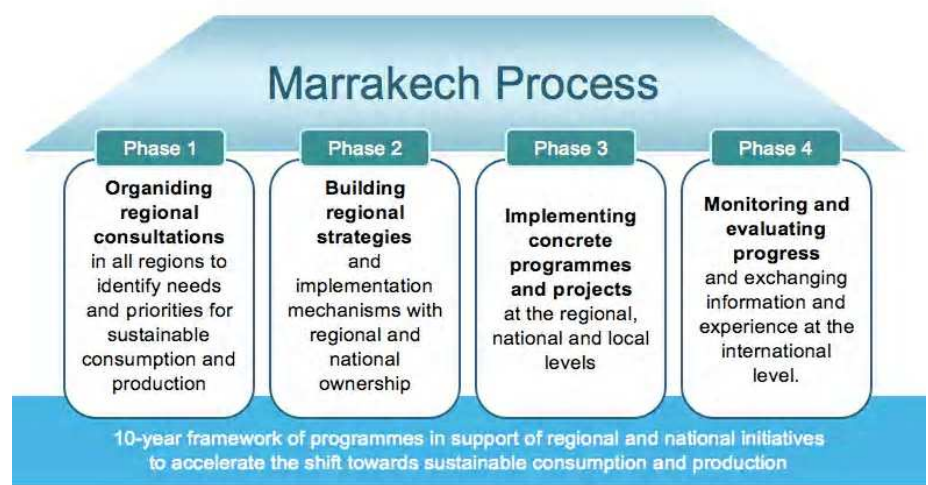 Marrakech Process
Phase 1
Organiding
regional
consultations
in all regions to
identify needs
and priorities for
sustainable
consumption and
production
Phase 2
Building
regional
strategies
and
implementation
mechanisms with
regional and
national
ownership
Phase 3
Implementing
concrete
programmes
and projects
at the regional,
national and local
levels
Phase 4
Monitoring and
evaluating
progress
and exchanging
information and
experience at the
international
level.
10-year framework of programmes in support of regional and national initiatives
to accelerate the shift towards sustainable consumption and production